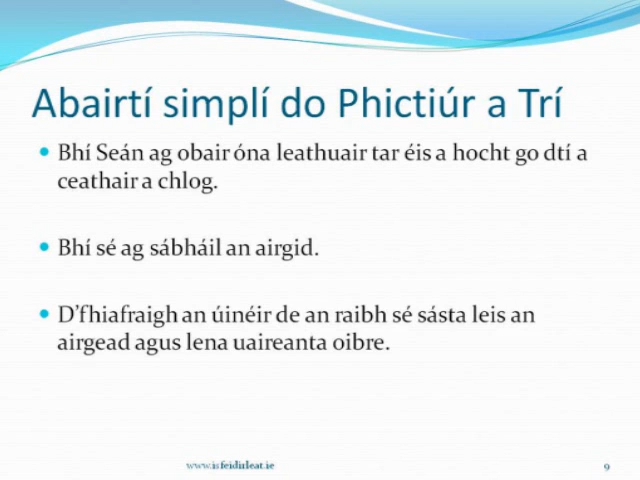 Abairtí simplí do Phictiúr a Trí
Bhí Seán ag obair óna leathuair tar éis a hocht go dtí a
ceathair a chlog.
Bhí sé ag sábháil an airgid.
D'fhiafraigh an úinéir de an raibh sé sásta leis an
airgead agus lena uaireanta oibre.
www.isfeidirleat.ie
9